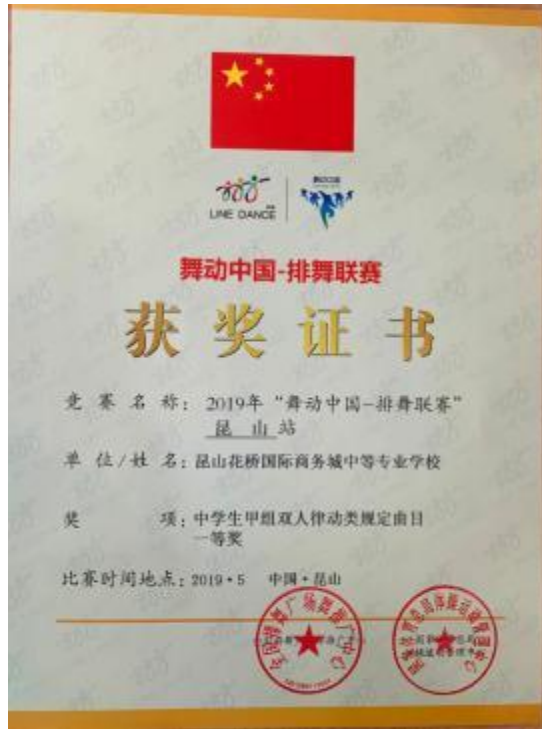 LINE DANCE
舞动中国-排舞联赛
获奖证书
竞赛名称：2019年“舞动中国-排舞联赛”
昆山站
单位/姓名：昆山花桥国际商务城中等专业学校
奖项：中学生甲组双人律动类规定曲目
一等奖
比赛时间地点：2019·5 中国·昆山